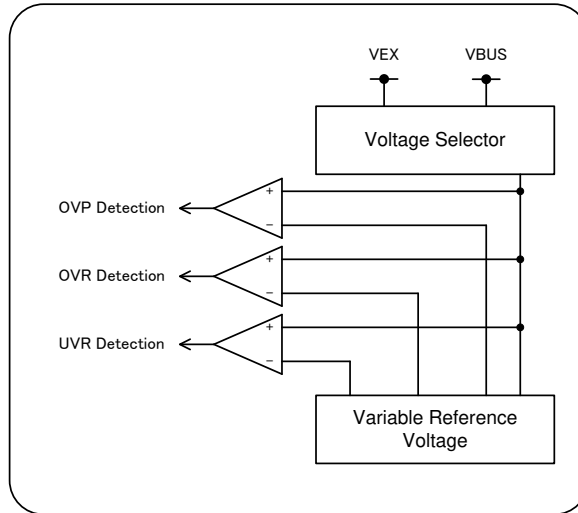 VEX VBUS
Voltage Selector
OVP Detection
+
−
OVR Detection
+
−
UVR Detection
+
−
Variable Reference
Voltage